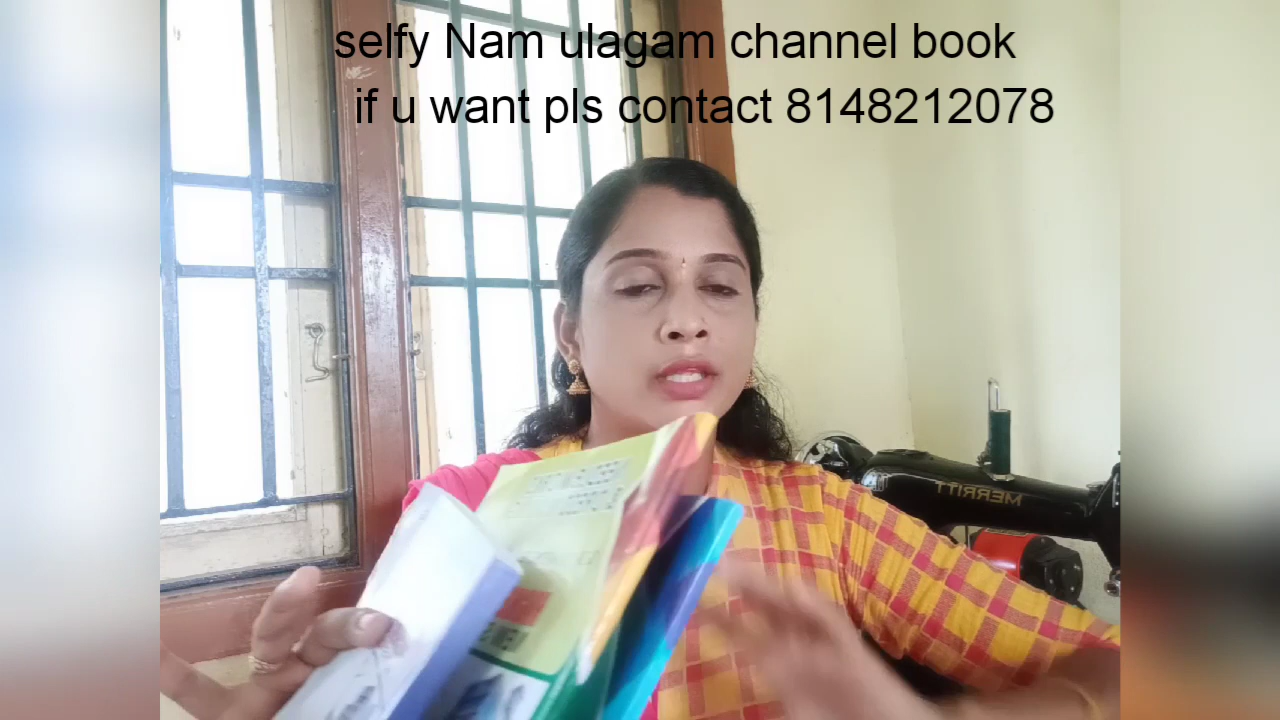 selfy Nam ulagam channel book
if u want pls contact 8148212078
MERRITT